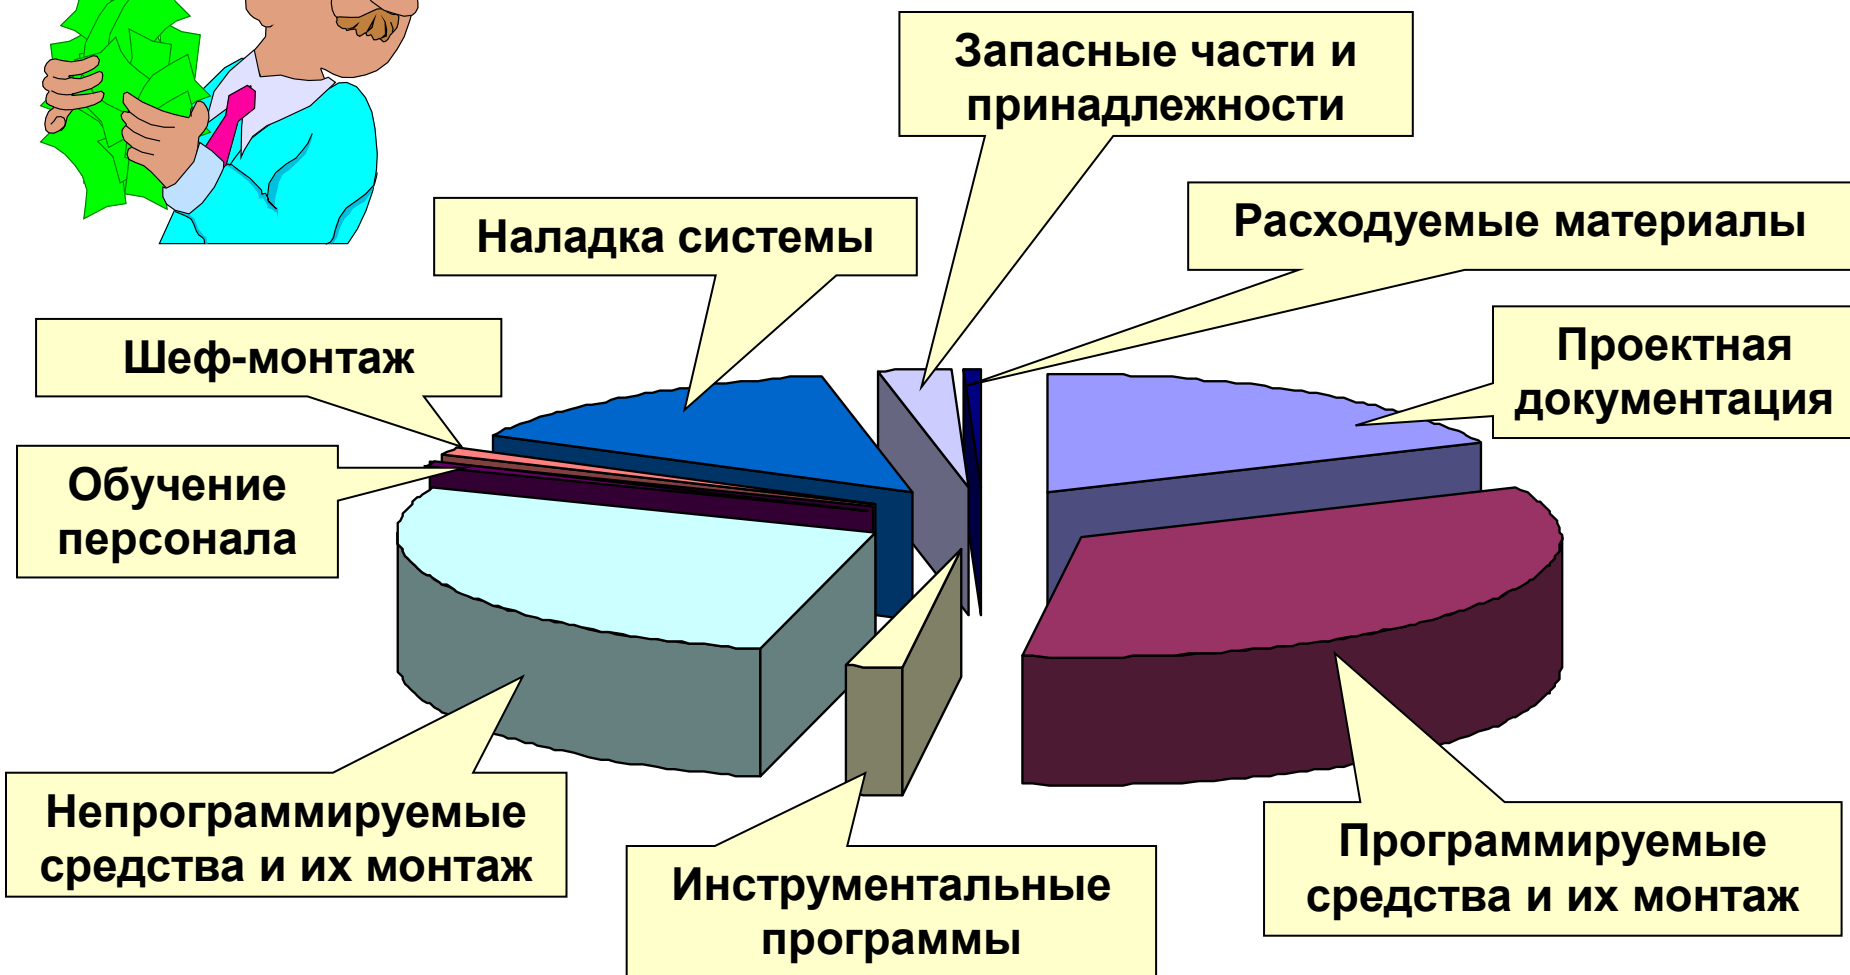 Запасные части и
принадлежности
Расходуемые материалы
Наладка системы
Проектная
документация
Шеф-монтаж
Обучение
персонала
Непрограммируемые
средства и их монтаж
Инструментальные
программы
Программируемые
средства и их монтаж